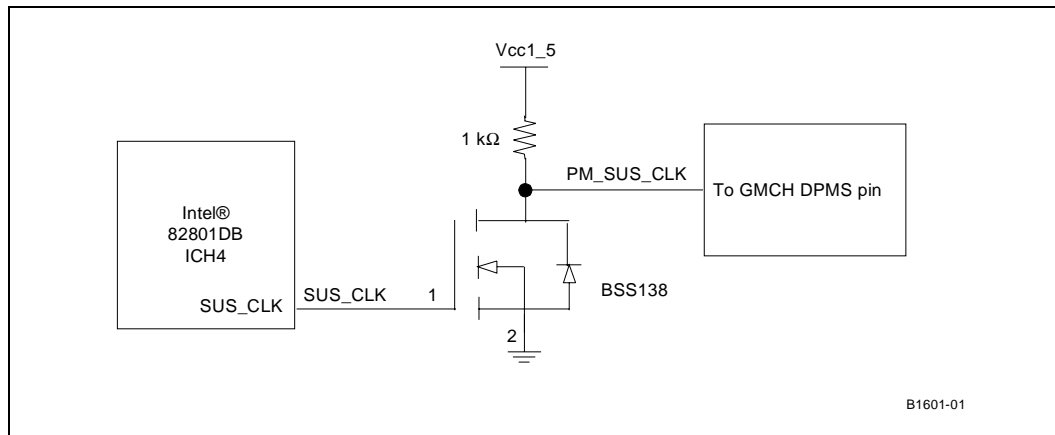 Vcc1_5
1 kΩ
PM_SUS_CLK
To GMCH DPMS pin
Intel®
82801DB
ICH4
SUS_CLK
SUS_CLK
1
BSS138
2
B1601-01